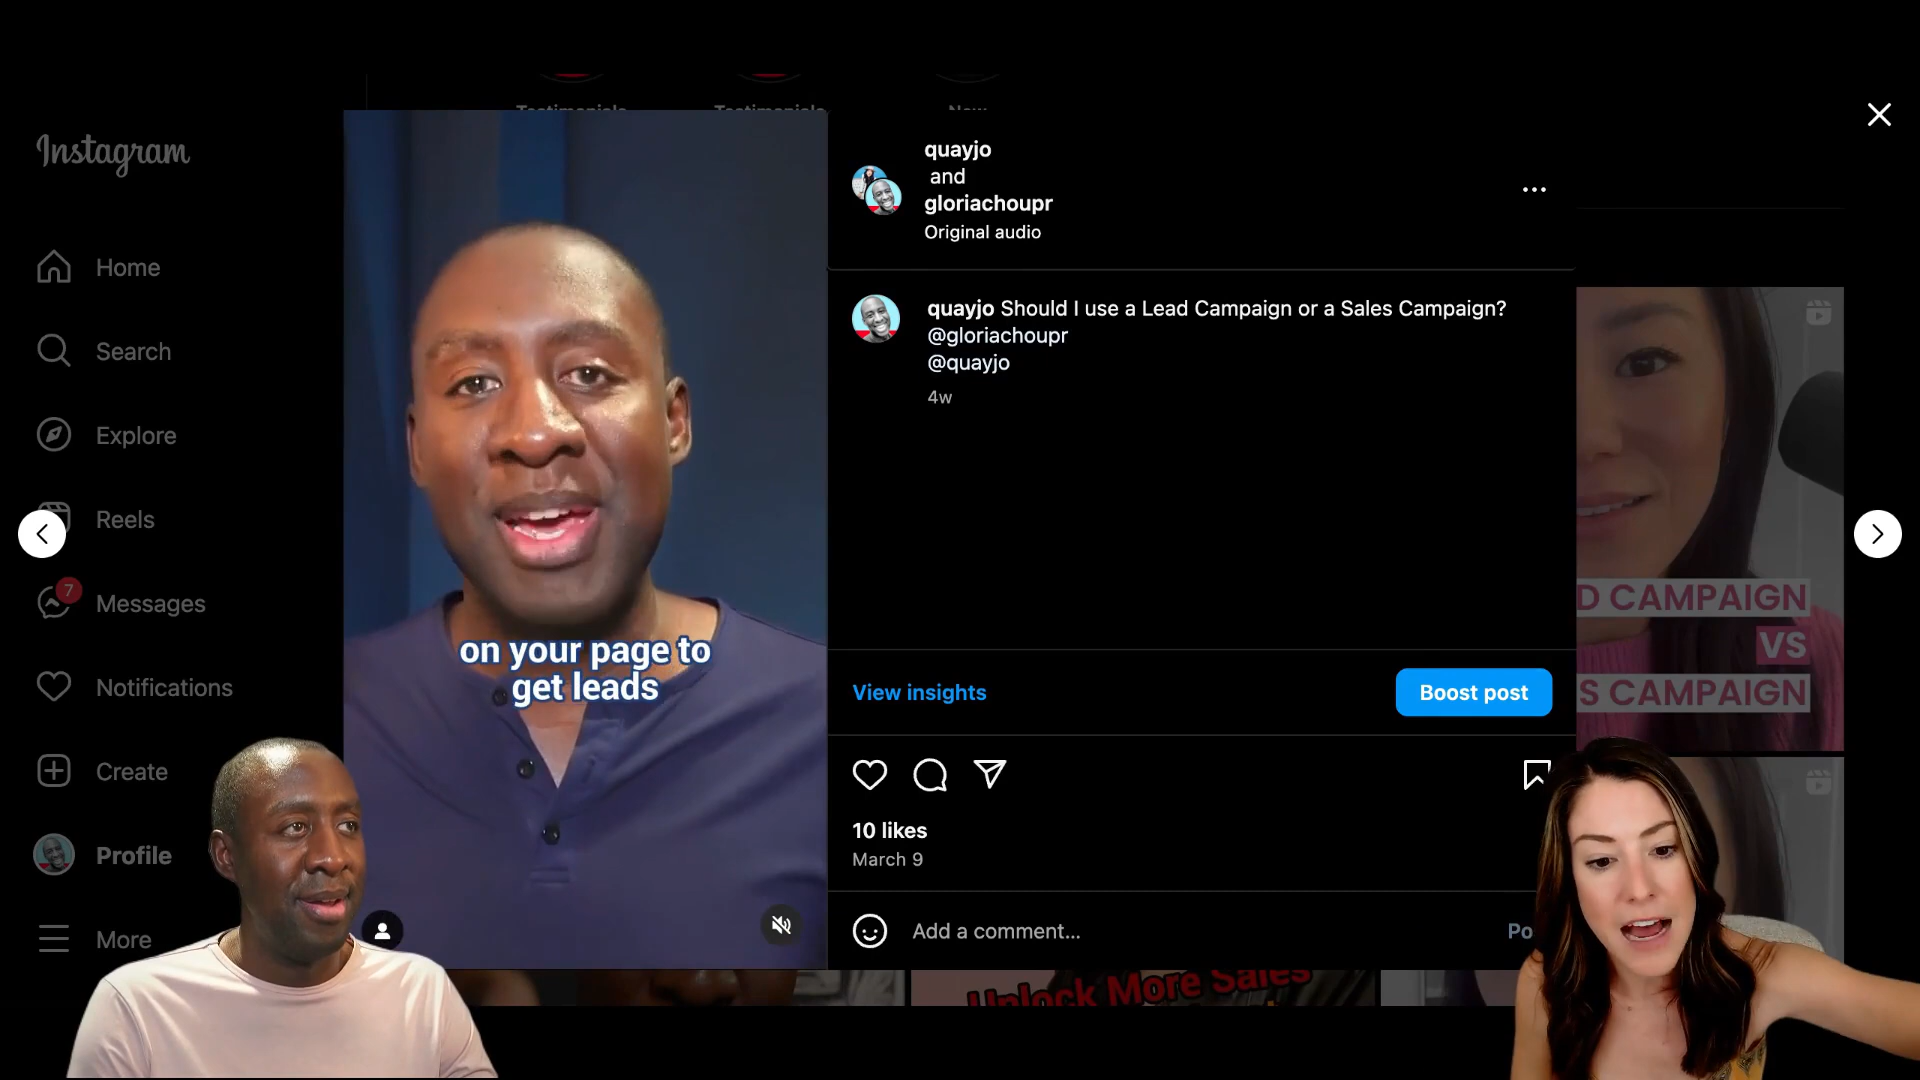 Testimonials
Testimonials
Instagram
Home
Search
Explore
Reels
7
Messages
Notifications
Create
Profile
More
on your page to
get leads
quayjo
and
gloriachoupr
Original audio
quayjo Should I use a Lead Campaign or a Sales Campaign?
@gloriachoupr
@quayjo
4w
View insights
Boost post
10 likes
March 9
Add a comment...
D CAMPAIGN
VS
S CAMPAIGN
Unlock More Sales